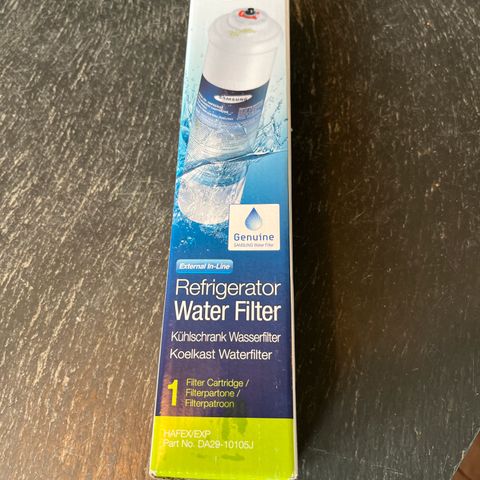 SAMSUNG
Genuine
SAMSUNG Water Filter
External In-Line
Refrigerator
Water Filter
Kühlschrank Wasserfilter
Koelkast Waterfilter
1
Filter Cartridge /
Filterpartone /
Filterpatroon
HAFEX/EXP
Part No. DA29-10105J